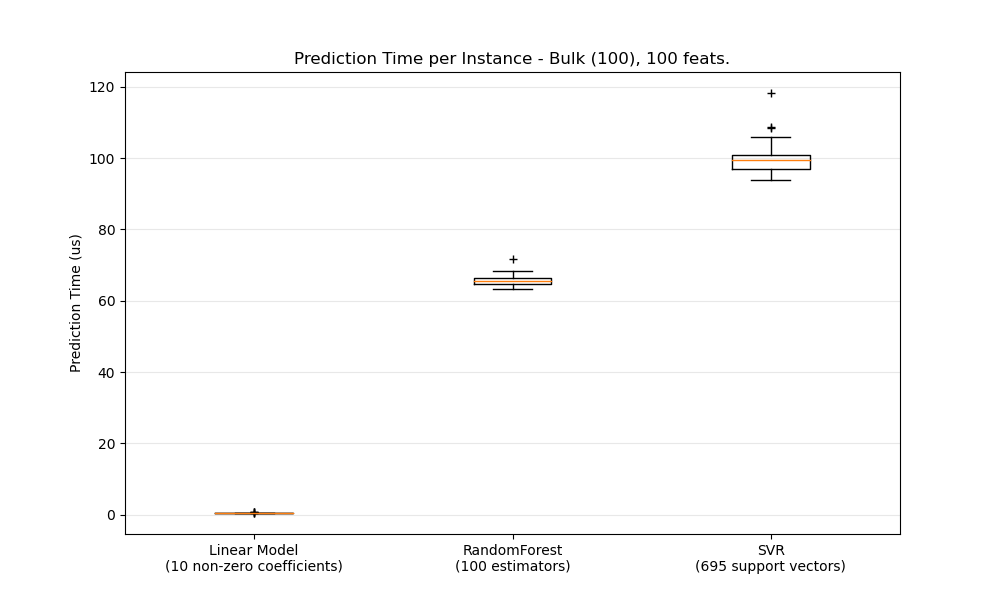 Prediction Time per Instance - Bulk (100), 100 feats.
Prediction Time (us)
120
100
80
60
40
20
0
Linear Model
(10 non-zero coefficients)
RandomForest
(100 estimators)
SVR
(695 support vectors)